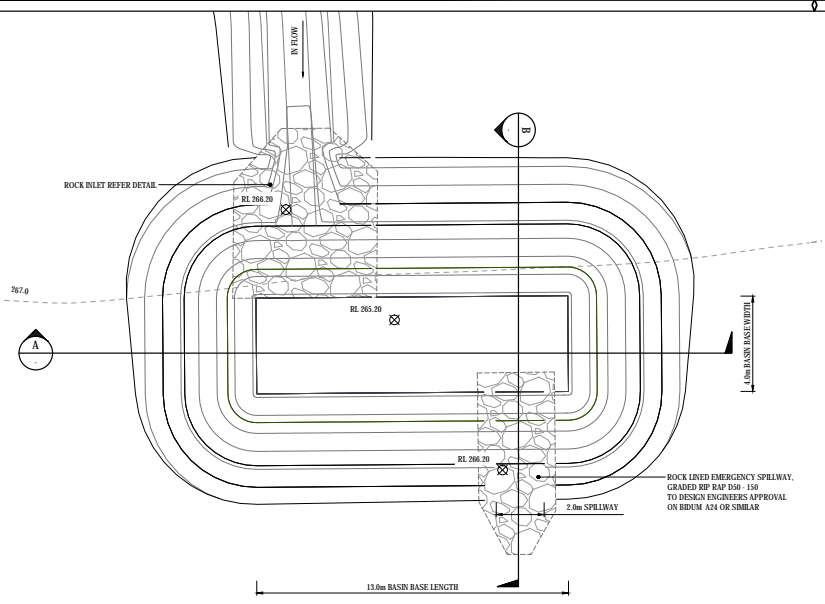 IN FLOW
B
ROCK INLET REFER DETAIL
RL 266.20
267.0
RL 265.20
A
4.0m BASIN BASE WIDTH
RL 266.20
ROCK LINED EMERGENCY SPILLWAY,
GRADED RIP RAP D50 - 150
TO DESIGN ENGINEERS APPROVAL
ON BIDUM A24 OR SIMILAR
2.0m SPILLWAY
13.0m BASIN BASE LENGTH